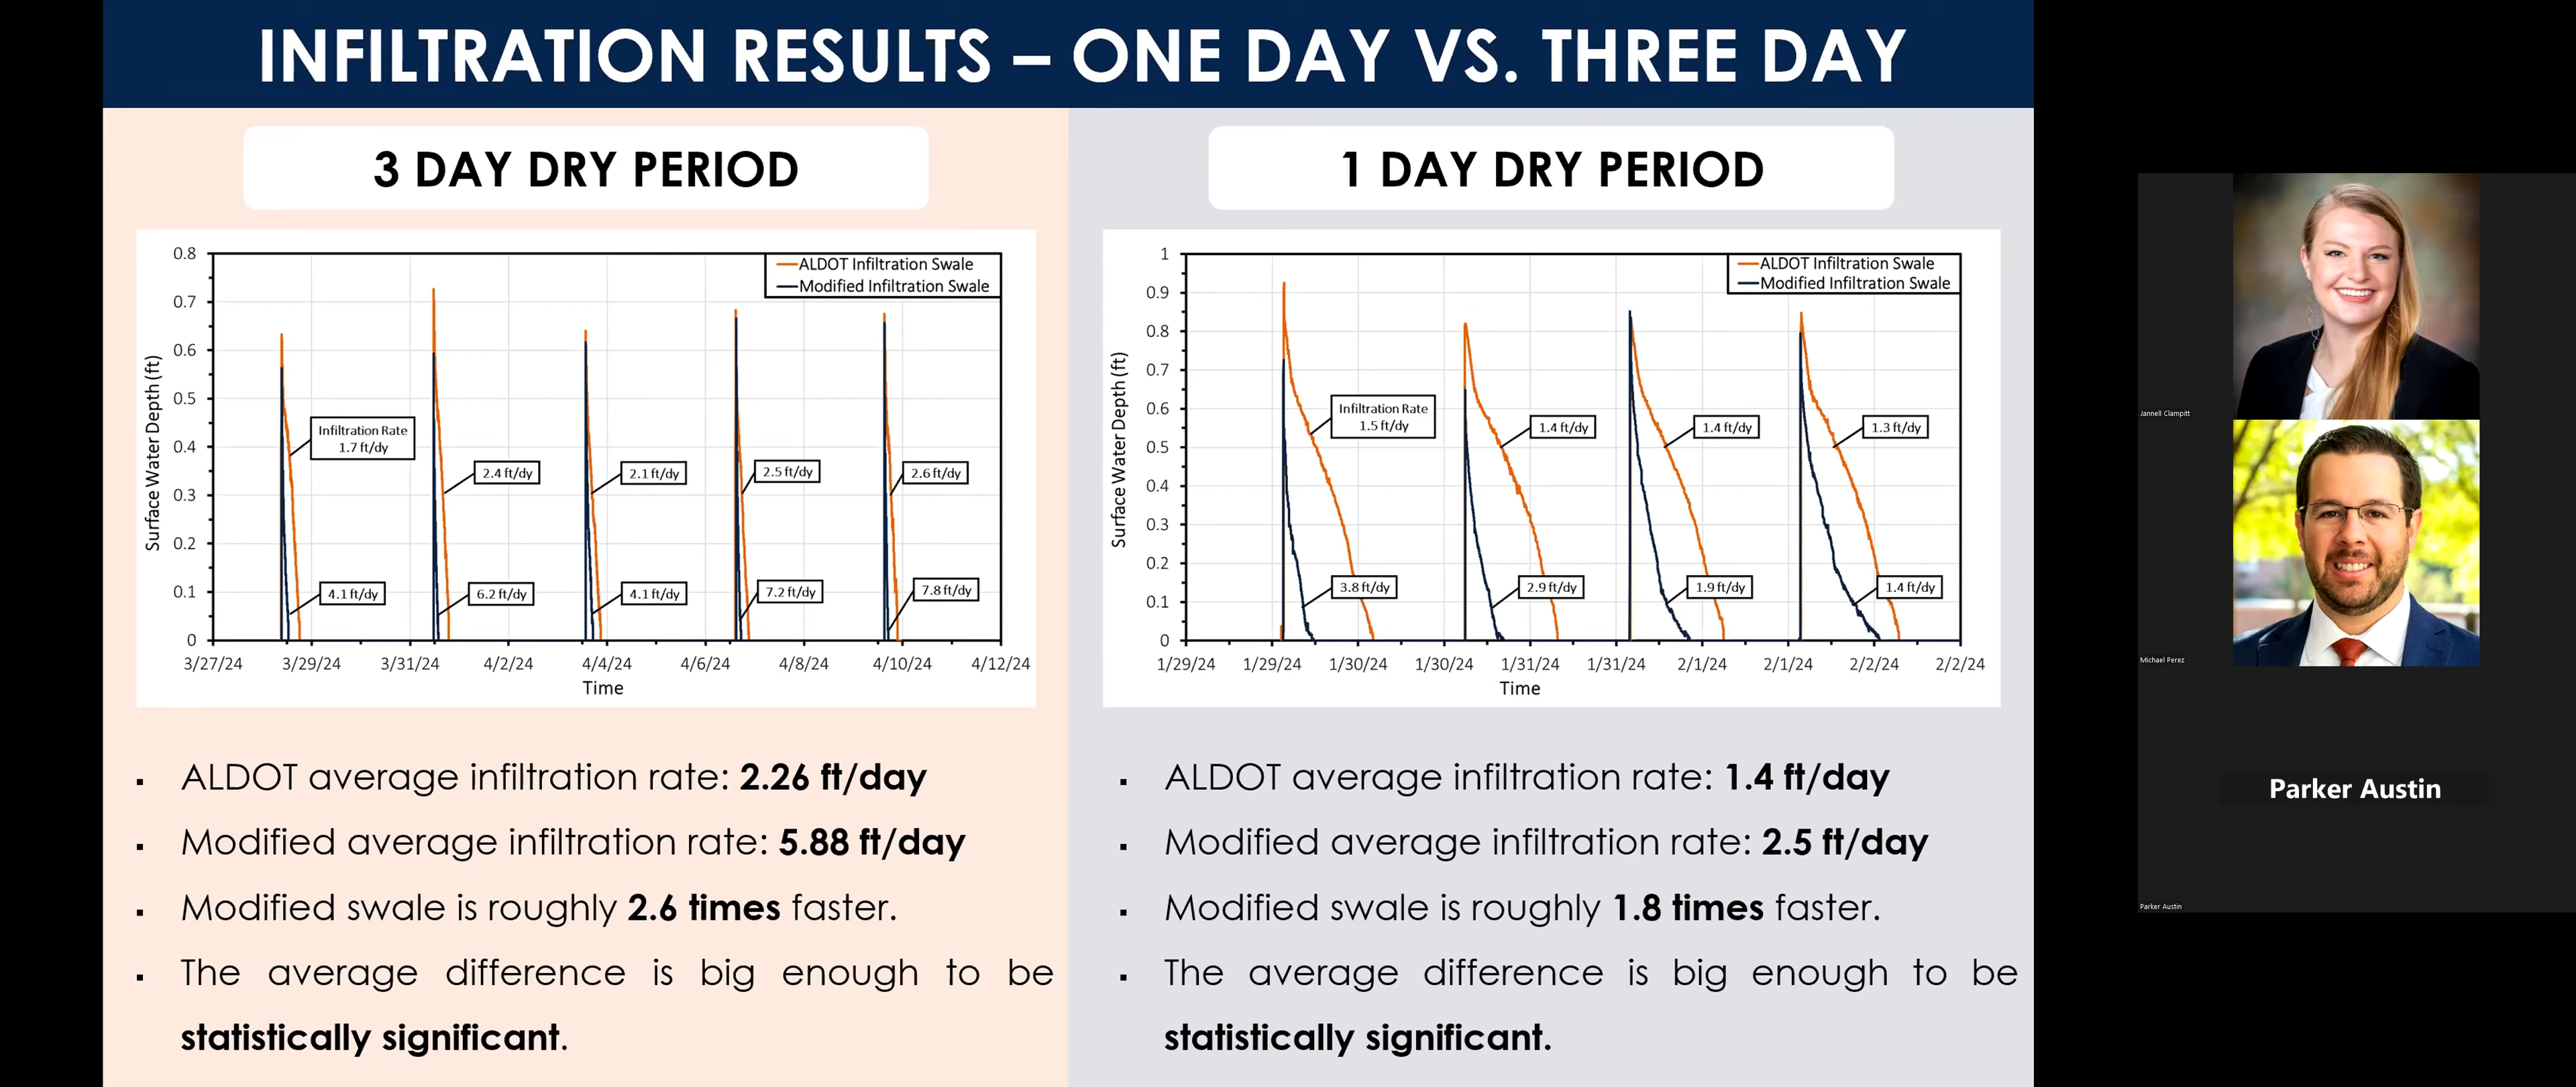 INFILTRATION RESULTS – ONE DAY VS. THREE DAY
3 DAY DRY PERIOD
0.8
0.7
0.6
0.5
0.4
0.3
0.2
0.1
0
Surface Water Depth (ft)
ALDOT Infiltration Swale
Modified Infiltration Swale
Infiltration Rate
1.7 ft/dy
2.4 ft/dy
2.1 ft/dy
2.5 ft/dy
2.6 ft/dy
4.1 ft/dy
6.2 ft/dy
4.1 ft/dy
7.2 ft/dy
7.8 ft/dy
3/27/24 3/29/24 3/31/24 4/2/24 4/4/24 4/6/24 4/8/24 4/10/24 4/12/24
Time
▪ ALDOT average infiltration rate: 2.26 ft/day
▪ Modified average infiltration rate: 5.88 ft/day
▪ Modified swale is roughly 2.6 times faster.
▪ The average difference is big enough to be
statistically significant.
1 DAY DRY PERIOD
1
0.9
0.8
0.7
0.6
0.5
0.4
0.3
0.2
0.1
0
Surface Water Depth (ft)
ALDOT Infiltration Swale
Modified Infiltration Swale
Infiltration Rate
1.5 ft/dy
1.4 ft/dy
1.4 ft/dy
1.3 ft/dy
3.8 ft/dy
2.9 ft/dy
1.9 ft/dy
1.4 ft/dy
1/29/24 1/29/24 1/30/24 1/30/24 1/31/24 1/31/24 2/1/24 2/1/24 2/2/24 2/2/24
Time
▪ ALDOT average infiltration rate: 1.4 ft/day
▪ Modified average infiltration rate: 2.5 ft/day
▪ Modified swale is roughly 1.8 times faster.
▪ The average difference is big enough to be
statistically significant.
Jannell Clampitt
Michael Perez
Parker Austin
Parker Austin